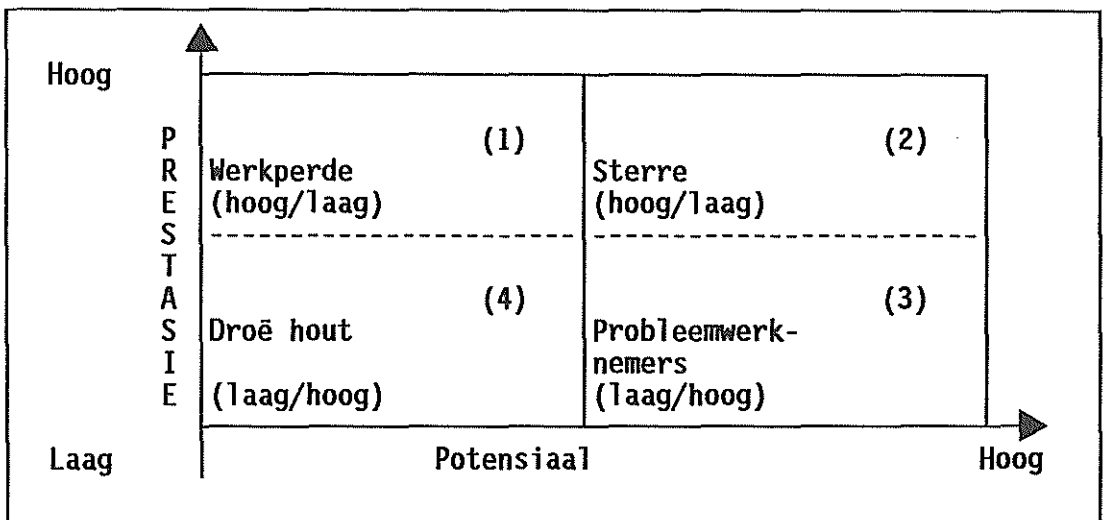 Hoog
PRESTASIE
(1)
Werkperde
(hoog/laag)
(2)
Sterre
(hoog/laag)
(4)
Droë hout
(laag/hoog)
(3)
Probleemwerk-
nemers
(laag/hoog)
Laag
Potensiaal
Hoog